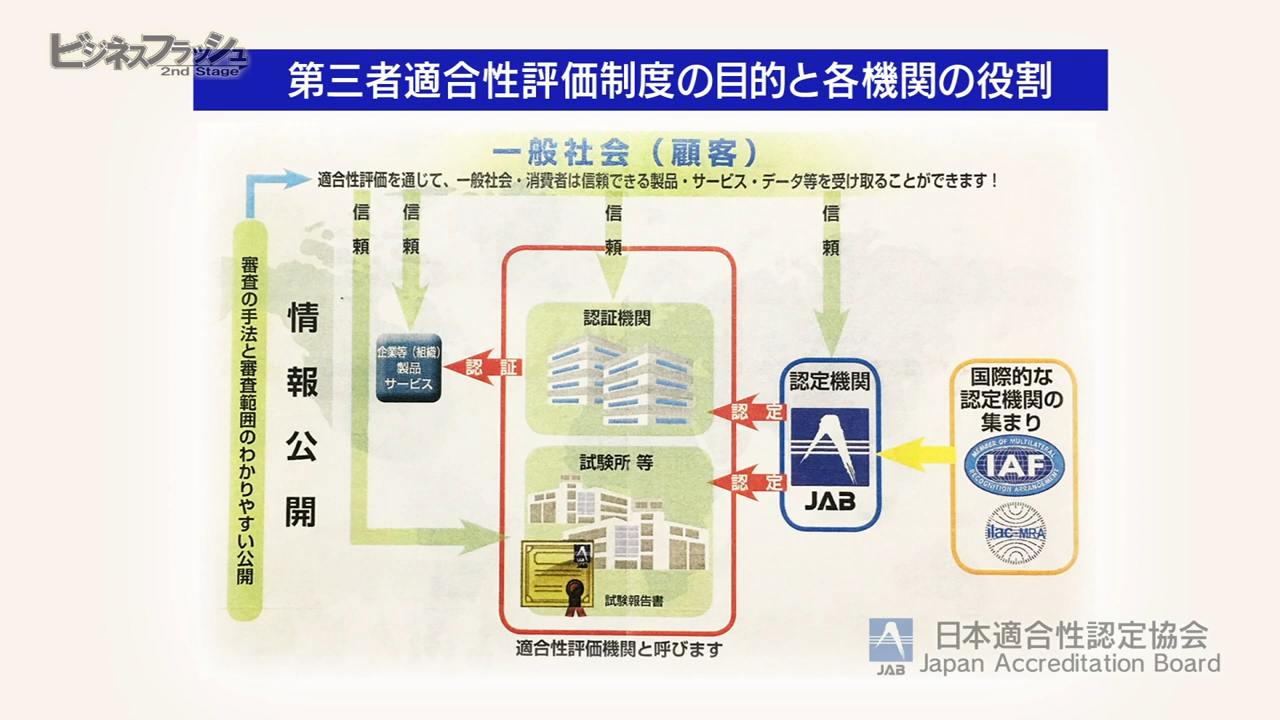 ビジネスフラッシュ
2nd Stage
第三者適合性評価制度の目的と各機関の役割
一般社会（顧客）
適合性評価を通じて、一般社会・消費者は信頼できる製品・サービス・データ等を受け取ることができます！
信頼
信頼
信頼
信頼
審査の手法と審査範囲のわかりやすい公開
情報公開
企業等（組織）
製品
サービス
認証
認証機関
認定
認定機関
JAB
国際的な
認定機関の
集まり
MEMBER OF MULTILATERAL
IAF
RECOGNITION ARRANGEMENT
ilac-MRA
試験所 等
認定
試験報告書
適合性評価機関と呼びます
JAB
日本適合性認定協会
Japan Accreditation Board